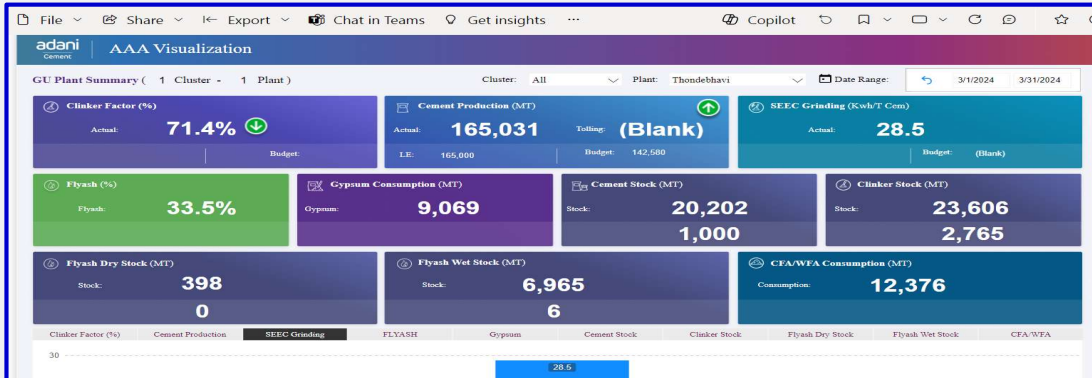 File Share Export Chat in Teams Get insights ··· Copilot
adani
Cement
AAA Visualization
GU Plant Summary ( 1 Cluster - 1 Plant ) Cluster: All Plant: Thondebhavi Date Range: 3/1/2024 3/31/2024
Clinker Factor (%)
Actual: 71.4%
Budget:
Cement Production (MT)
Actual: 165,031 Tolling: (Blank)
LE: 165,000 Budget: 142,580
SEEC Grinding (Kwh/T Cem)
Actual: 28.5
Budget: (Blank)
Flyash (%)
Flyash: 33.5%
Gypsum Consumption (MT)
Gypsum: 9,069
Cement Stock (MT)
Stock: 20,202
1,000
Clinker Stock (MT)
Stock: 23,606
2,765
Flyash Dry Stock (MT)
Stock: 398
0
Flyash Wet Stock (MT)
Stock: 6,965
6
CFA/WFA Consumption (MT)
Consumption: 12,376
Clinker Factor (%) Cement Production SEEC Grinding FLYASH Gypsum Cement Stock Clinker Stock Flyash Dry Stock Flyash Wet Stock CFA/WFA
30
28.5